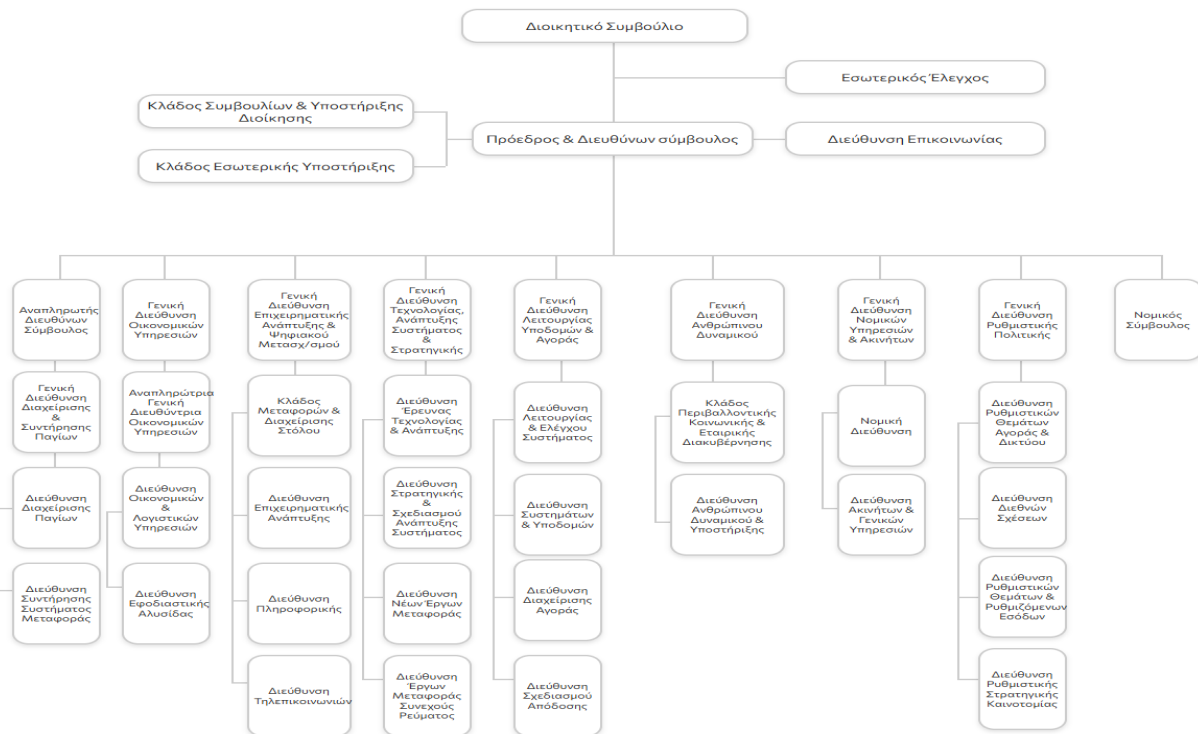 Διοικητικό Συμβούλιο
Εσωτερικός Έλεγχος
Κλάδος Συμβουλίων & Υποστήριξης
Διοίκησης
Πρόεδρος & Διευθύνων σύμβουλος
Διεύθυνση Επικοινωνίας
Κλάδος Εσωτερικής Υποστήριξης
Αναπληρωτής
Διευθύνων
Σύμβουλος
Γενική
Διεύθυνση
Οικονομικών
Υπηρεσιών
Γενική
Διεύθυνση
Επιχειρηματικής
Ανάπτυξης &
Ψηφιακού
Μετασχ/σμού
Γενική
Διεύθυνση
Τεχνολογίας,
Ανάπτυξης
Συστήματος
&
Στρατηγικής
Γενική
Διεύθυνση
Λειτουργίας
Υποδομών &
Αγοράς
Γενική
Διεύθυνση
Ανθρώπινου
Δυναμικού
Γενική
Διεύθυνση
Νομικών
Υπηρεσιών
& Ακινήτων
Γενική
Διεύθυνση
Ρυθμιστικής
Πολιτικής
Νομικός
Σύμβουλος
Γενική
Διεύθυνση
Διαχείρισης
&
Συντήρησης
Παγίων
Αναπληρώτρια
Γενική
Διευθύντρια
Οικονομικών
Υπηρεσιών
Κλάδος
Μεταφορών &
Διαχείρισης
Στόλου
Διεύθυνση
Έρευνας
Τεχνολογίας
& Ανάπτυξης
Διεύθυνση
Λειτουργίας
& Ελέγχου
Συστήματος
Κλάδος
Περιβαλλοντικής
Κοινωνικής &
Εταιρικής
Διακυβέρνησης
Νομική
Διεύθυνση
Διεύθυνση
Ρυθμιστικών
Θεμάτων
Αγοράς &
Δικτύου
Διεύθυνση
Διαχείρισης
Παγίων
Διεύθυνση
Οικονομικών
&
Λογιστικών
Υπηρεσιών
Διεύθυνση
Επιχειρηματικής
Ανάπτυξης
Διεύθυνση
Στρατηγικής
&
Σχεδιασμού
Ανάπτυξης
Συστήματος
Διεύθυνση
Συστημάτων
& Υποδομών
Διεύθυνση
Ανθρώπινου
Δυναμικού &
Υποστήριξης
Διεύθυνση
Ακινήτων &
Γενικών
Υπηρεσιών
Διεύθυνση
Διεθνών
Σχέσεων
Διεύθυνση
Συντήρησης
Συστήματος
Μεταφοράς
Διεύθυνση
Εφοδιαστικής
Αλυσίδας
Διεύθυνση
Πληροφορικής
Διεύθυνση
Νέων Έργων
Μεταφοράς
Διεύθυνση
Διαχείρισης
Αγοράς
Διεύθυνση
Ρυθμιστικών
Θεμάτων &
Ρυθμιζόμενων
Εσόδων
Διεύθυνση
Τηλεπικοινωνιών
Διεύθυνση
Έργων
Μεταφοράς
Συνεχούς
Ρεύματος
Διεύθυνση
Σχεδιασμού
Απόδοσης
Διεύθυνση
Ρυθμιστικής
Στρατηγικής
Καινοτομίας